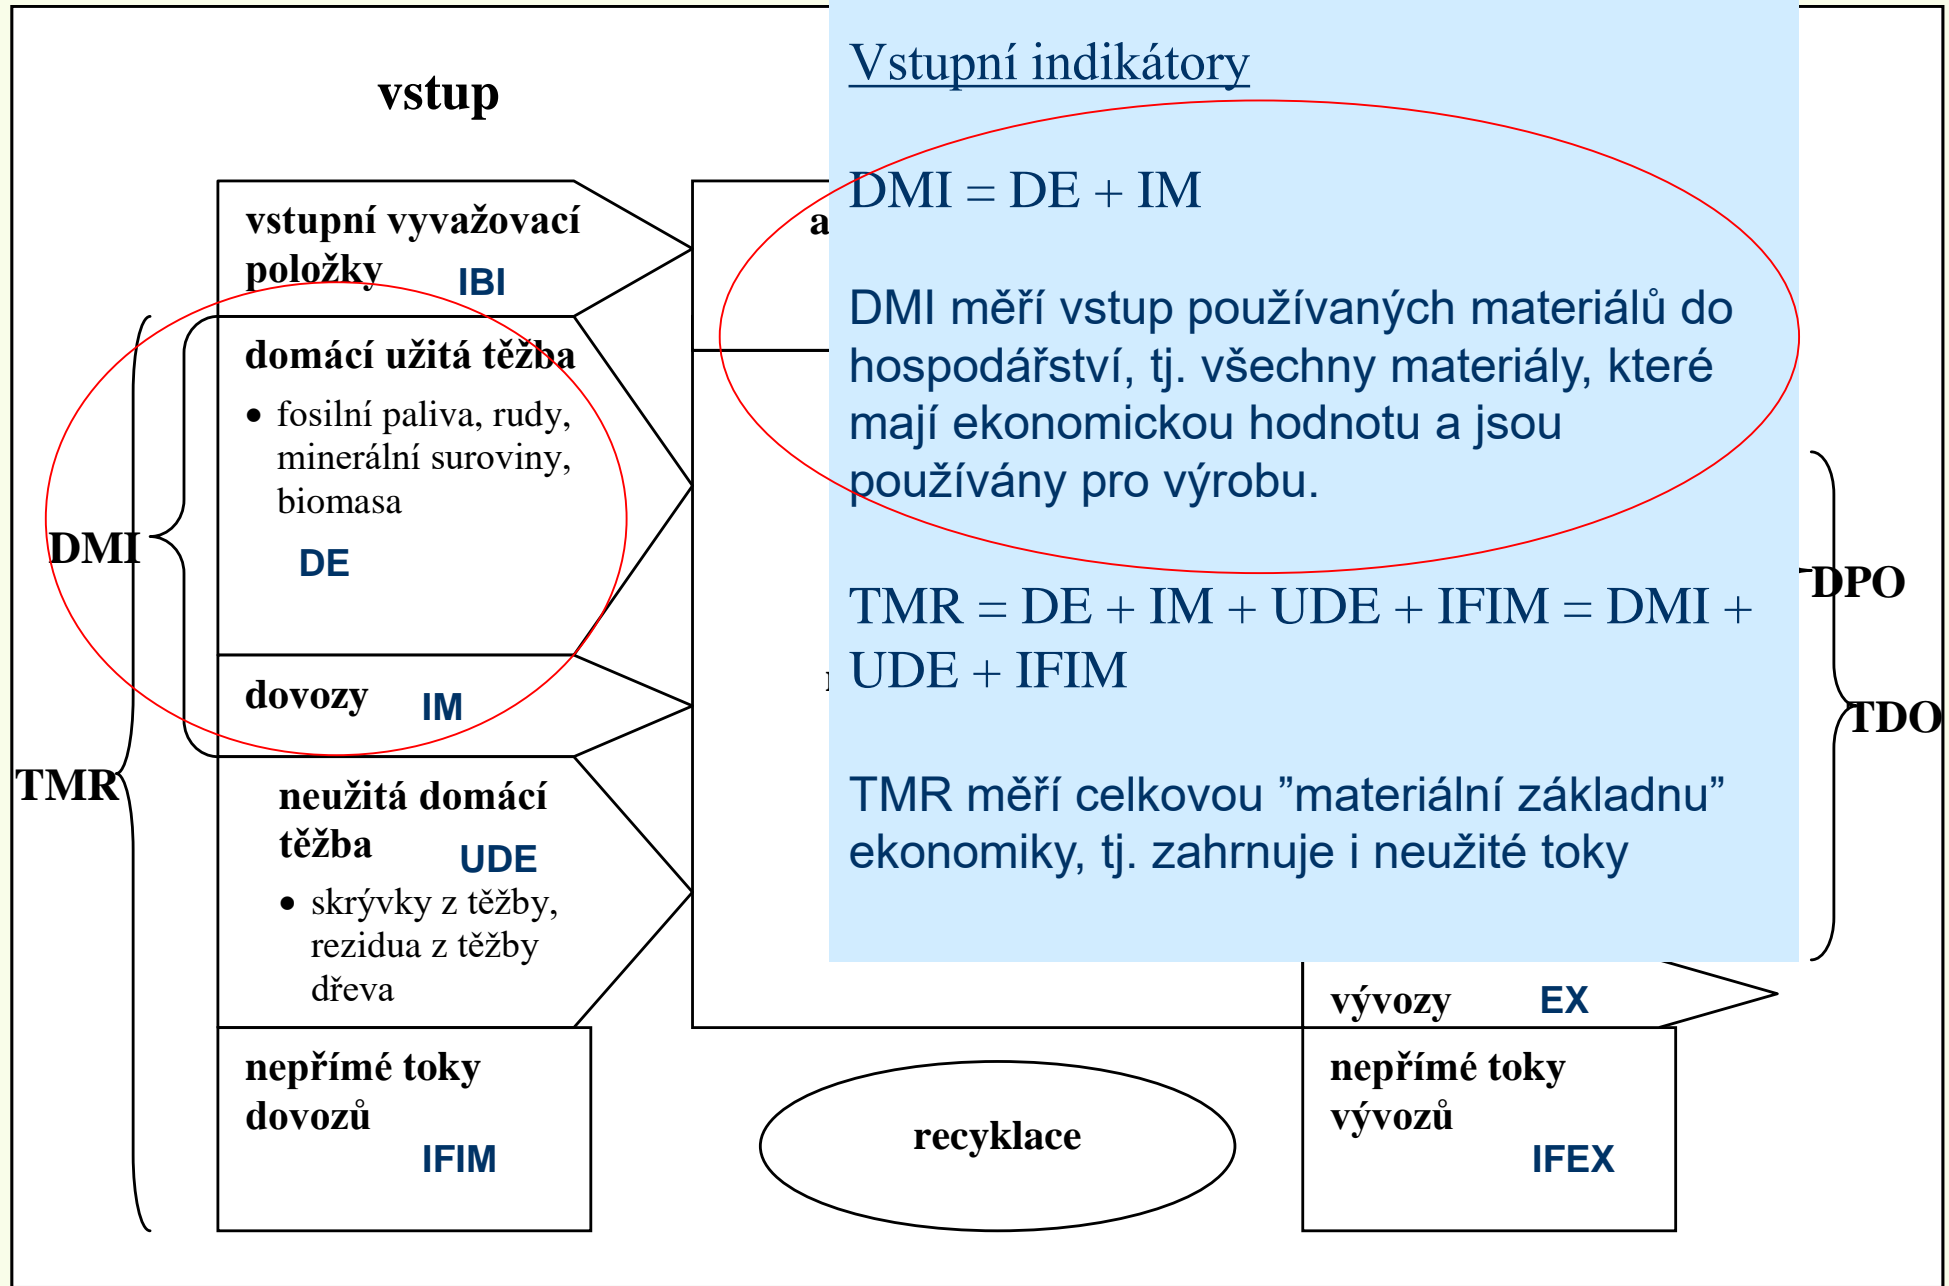 vstup
vstupní vyvažovací
položky IBI
domácí užitá těžba
• fosilní paliva, rudy,
minerální suroviny,
biomasa
DE
DMI
dovozy IM
TMR
neužitá domácí
těžba UDE
• skrývky z těžby,
rezidua z těžby
dřeva
nepřímé toky
dovozů
IFIM
Vstupní indikátory
DMI = DE + IM
DMI měří vstup používaných materiálů do
hospodářství, tj. všechny materiály, které
mají ekonomickou hodnotu a jsou
používány pro výrobu.
TMR = DE + IM + UDE + IFIM = DMI +
UDE + IFIM
TMR měří celkovou ”materiální základnu”
ekonomiky, tj. zahrnuje i neužité toky
DPO
TDO
vývozy EX
nepřímé toky
vývozů
IFEX
recyklace